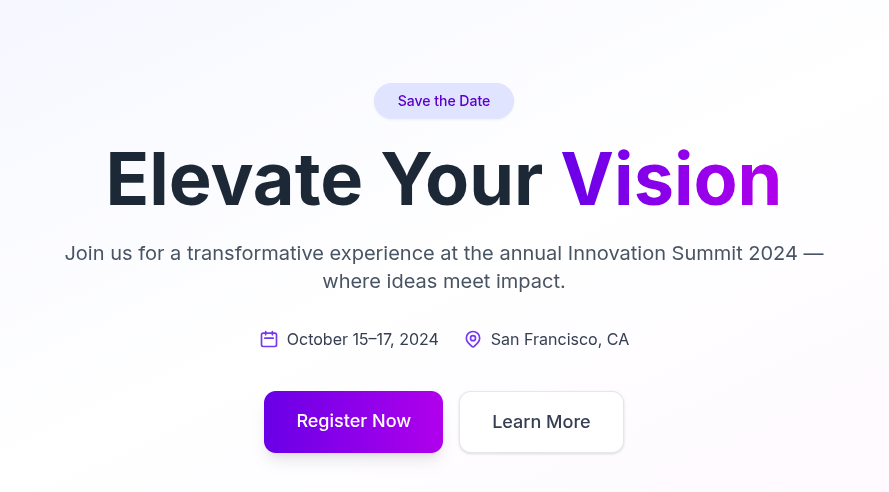 Save the Date
Elevate Your Vision
Join us for a transformative experience at the annual Innovation Summit 2024 —
where ideas meet impact.
October 15–17, 2024
San Francisco, CA
Register Now
Learn More